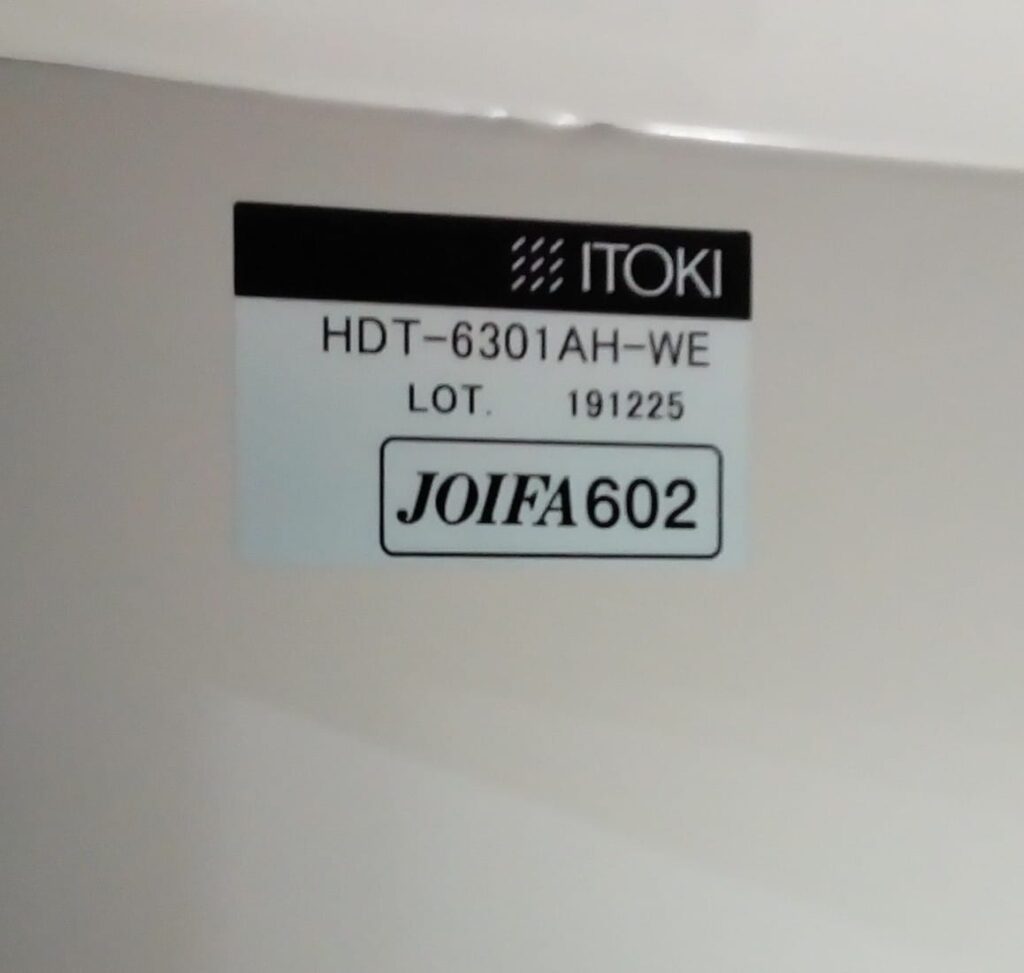 ITOKI
HDT-6301AH-WE
LOT. 191225
JOIFA602